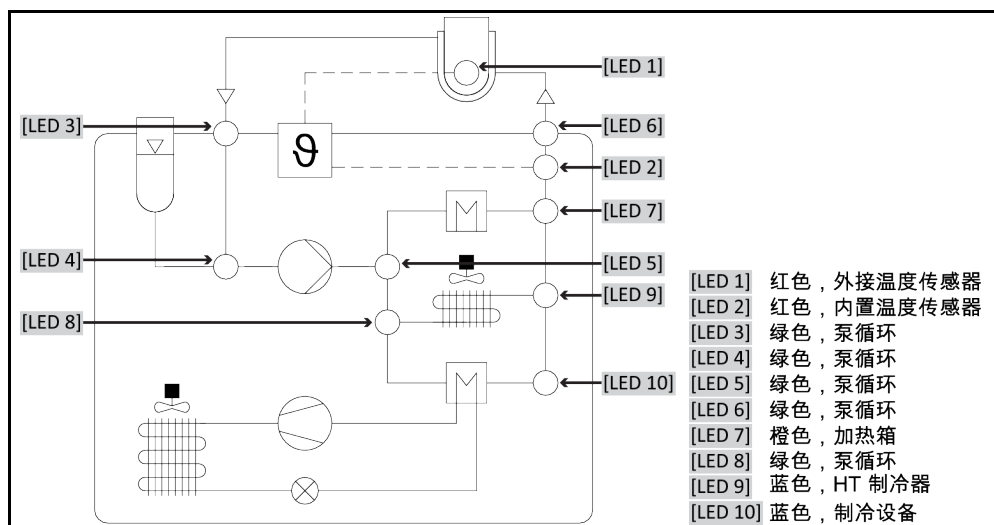 [LED 1]
[LED 3]
[LED 6]
ϑ
[LED 2]
[LED 7]
[LED 4]
[LED 5]
[LED 9]
[LED 8]
[LED 10]
[LED 1] 红色，外接温度传感器
[LED 2] 红色，内置温度传感器
[LED 3] 绿色，泵循环
[LED 4] 绿色，泵循环
[LED 5] 绿色，泵循环
[LED 6] 绿色，泵循环
[LED 7] 橙色，加热箱
[LED 8] 绿色，泵循环
[LED 9] 蓝色，HT 制冷器
[LED 10] 蓝色，制冷设备